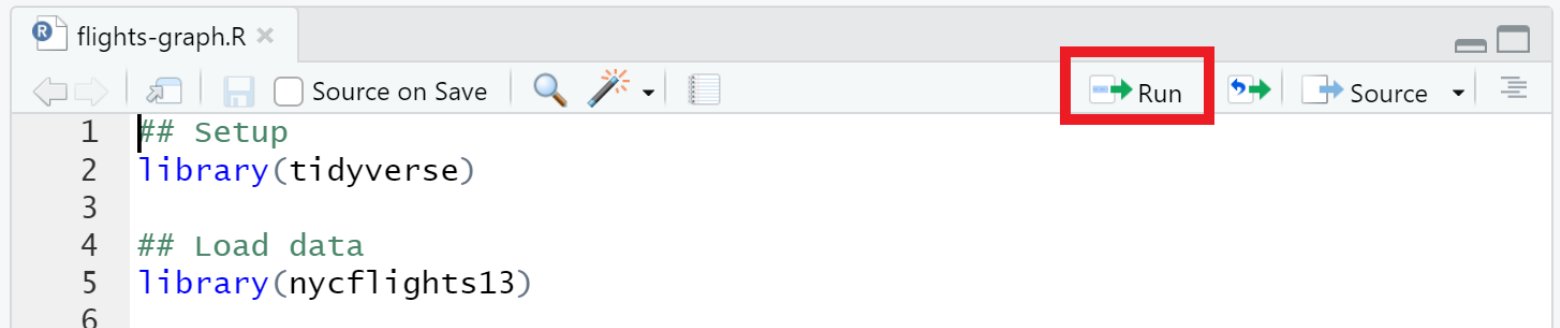 R flights-graph.R ×
Source on Save Run Source
1 ## Setup
2 library(tidyverse)
3
4 ## Load data
5 library(nycflights13)
6